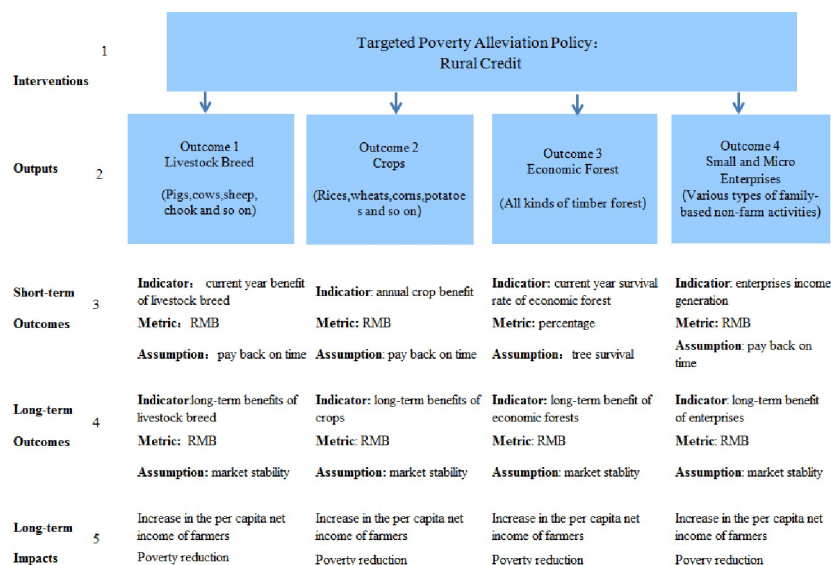 1
Interventions
Targeted Poverty Alleviation Policy:
Rural Credit
Outputs
2
Outcome 1
Livestock Breed
(Pigs,cows,sheep,
chook and so on)
Outcome 2
Crops
(Rices,wheats,corns,potatoe
s and so on)
Outcome 3
Economic Forest
(All kinds of timber forest)
Outcome 4
Small and Micro
Enterprises
(Various types of family-
based non-farm activities)
Short-term
3
Outcomes
Indicator: current year benefit
of livestock breed
Metric: RMB
Assumption: pay back on time
Indicatior: annual crop benefit
Metric: RMB
Assumption: pay back on time
Indicatior: current year survival
rate of economic forest
Metric: percentage
Assumption: tree survival
Indicatior: enterprises income
generation
Metric: RMB
Assumption: pay back on
time
Long-term
4
Outcomes
Indicator:long-term benefits of
livestock breed
Metric: RMB
Assumption: market stability
Indicator: long-term benefits of
crops
Metric: RMB
Assumption: market stability
Indicator: long-term benefit of
economic forests
Metric: RMB
Assumption: market stablity
Indicator: long-term benefit
of enterprises
Metric: RMB
Assumption: market stablity
Long-term
5
Impacts
Increase in the per capita net
income of farmers
Poverty reduction
Increase in the per capita net
income of farmers
Poverty reduction
Increase in the per capita net
income of farmers
Poverty reduction
Increase in the per capita net
income of farmers
Povery reduction